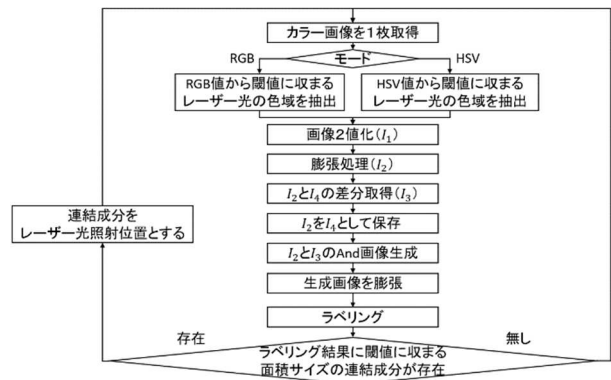 カラー画像を1枚取得
RGB
モード
HSV
RGB値から閾値に収まる
レーザー光の色域を抽出
HSV値から閾値に収まる
レーザー光の色域を抽出
画像2値化(I₁)
膨張処理(I₂)
I₂とI₄の差分取得(I₃)
I₂をI₄として保存
I₂とI₃のAnd画像生成
生成画像を膨張
ラベリング
連結成分を
レーザー光照射位置とする
存在
無し
ラベリング結果に閾値に収まる
面積サイズの連結成分が存在